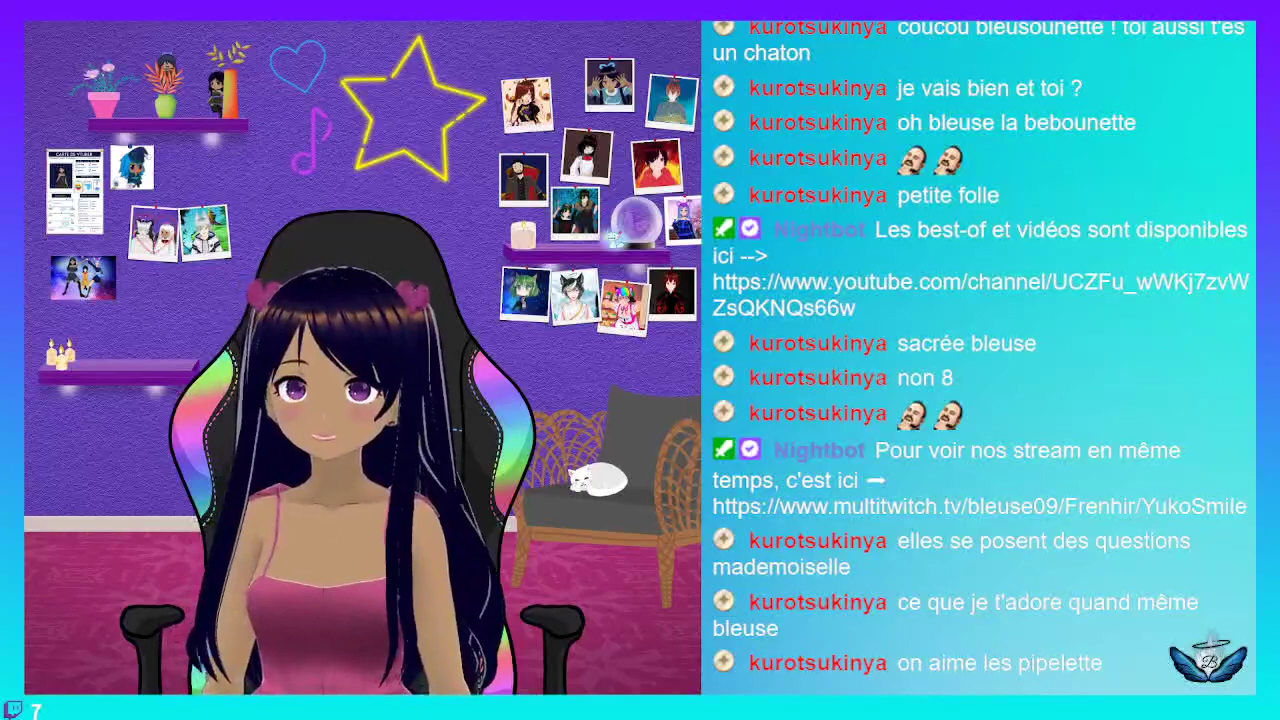 kurotsukinya coucou bleusounette ! toi aussi t'es
un chaton
kurotsukinya je vais bien et toi ?
kurotsukinya oh bleuse la bebounette
kurotsukinya
kurotsukinya petite folle
Nightbot Les best-of et vidéos sont disponibles
ici -->
https://www.youtube.com/channel/UCZFu_wWKj7zvW
ZsQKNQs66w
kurotsukinya sacrée bleuse
kurotsukinya non 8
kurotsukinya
Nightbot Pour voir nos stream en même
temps, c'est ici ➞
https://www.multitwitch.tv/bleuse09/Frenhir/YukoSmile
kurotsukinya elles se posent des questions
mademoiselle
kurotsukinya ce que je t'adore quand même
bleuse
kurotsukinya on aime les pipelette
B
7